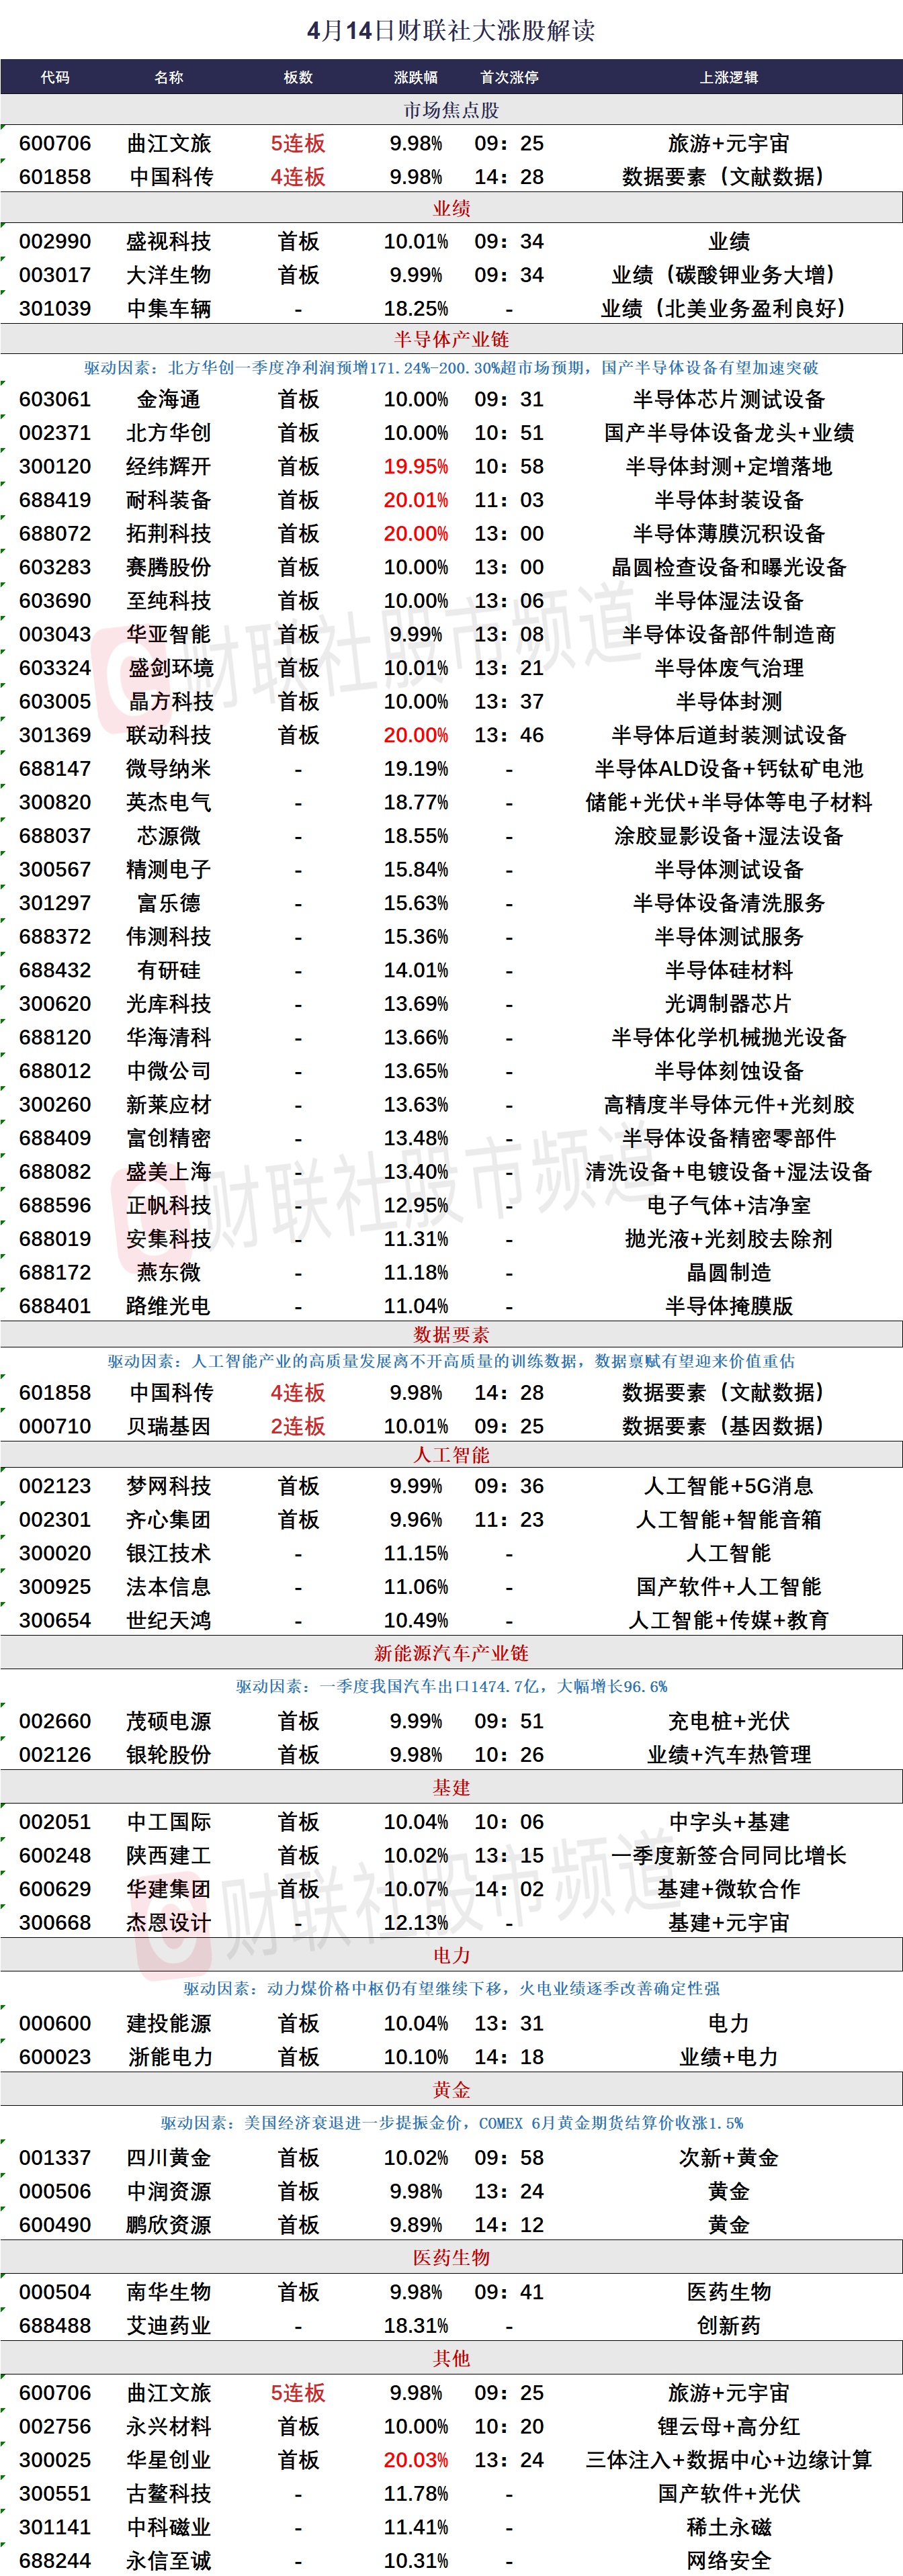 4月14日财联社大涨股解读
代码 名称 板数 涨跌幅 首次涨停 上涨逻辑
市场焦点股
600706 曲江文旅 5连板 9.98% 09：25 旅游+元宇宙
601858 中国科传 4连板 9.98% 14：28 数据要素（文献数据）
业绩
002990 盛视科技 首板 10.01% 09：34 业绩
003017 大洋生物 首板 9.99% 09：34 业绩（碳酸钾业务大增）
301039 中集车辆 - 18.25% - 业绩（北美业务盈利良好）
半导体产业链
驱动因素：北方华创一季度净利润预增171.24%-200.30%超市场预期，国产半导体设备有望加速突破
603061 金海通 首板 10.00% 09：31 半导体芯片测试设备
002371 北方华创 首板 10.00% 10：51 国产半导体设备龙头+业绩
300120 经纬辉开 首板 19.95% 10：58 半导体封测+定增落地
688419 耐科装备 首板 20.01% 11：03 半导体封装设备
688072 拓荆科技 首板 20.00% 13：00 半导体薄膜沉积设备
603283 赛腾股份 首板 10.00% 13：00 晶圆检查设备和曝光设备
603690 至纯科技 首板 10.00% 13：06 半导体湿法设备
003043 华亚智能 首板 9.99% 13：08 半导体设备部件制造商
603324 盛剑环境 首板 10.01% 13：21 半导体废气治理
603005 晶方科技 首板 10.00% 13：37 半导体封测
301369 联动科技 首板 20.00% 13：46 半导体后道封装测试设备
688147 微导纳米 - 19.19% - 半导体ALD设备+钙钛矿电池
300820 英杰电气 - 18.77% - 储能+光伏+半导体等电子材料
688037 芯源微 - 18.55% - 涂胶显影设备+湿法设备
300567 精测电子 - 15.84% - 半导体测试设备
301297 富乐德 - 15.63% - 半导体设备清洗服务
688372 伟测科技 - 15.36% - 半导体测试服务
688432 有研硅 - 14.01% - 半导体硅材料
300620 光库科技 - 13.69% - 光调制器芯片
688120 华海清科 - 13.66% - 半导体化学机械抛光设备
688012 中微公司 - 13.65% - 半导体刻蚀设备
300260 新莱应材 - 13.63% - 高精度半导体元件+光刻胶
688409 富创精密 - 13.48% - 半导体设备精密零部件
688082 盛美上海 - 13.40% - 清洗设备+电镀设备+湿法设备
688596 正帆科技 - 12.95% - 电子气体+洁净室
688019 安集科技 - 11.31% - 抛光液+光刻胶去除剂
688172 燕东微 - 11.18% - 晶圆制造
688401 路维光电 - 11.04% - 半导体掩膜版
数据要素
驱动因素：人工智能产业的高质量发展离不开高质量的训练数据，数据禀赋有望迎来价值重估
601858 中国科传 4连板 9.98% 14：28 数据要素（文献数据）
000710 贝瑞基因 2连板 10.01% 09：25 数据要素（基因数据）
人工智能
002123 梦网科技 首板 9.99% 09：36 人工智能+5G消息
002301 齐心集团 首板 9.96% 11：23 人工智能+智能音箱
300020 银江技术 - 11.15% - 人工智能
300925 法本信息 - 11.06% - 国产软件+人工智能
300654 世纪天鸿 - 10.49% - 人工智能+传媒+教育
新能源汽车产业链
驱动因素：一季度我国汽车出口1474.7亿，大幅增长96.6%
002660 茂硕电源 首板 9.99% 09：51 充电桩+光伏
002126 银轮股份 首板 9.98% 10：26 业绩+汽车热管理
基建
002051 中工国际 首板 10.04% 10：06 中字头+基建
600248 陕西建工 首板 10.02% 13：15 一季度新签合同同比增长
600629 华建集团 首板 10.07% 14：02 基建+微软合作
300668 杰恩设计 - 12.13% - 基建+元宇宙
电力
驱动因素：动力煤价格中枢仍有望继续下移，火电业绩逐季改善确定性强
000600 建投能源 首板 10.04% 13：31 电力
600023 浙能电力 首板 10.10% 14：18 业绩+电力
黄金
驱动因素：美国经济衰退进一步提振金价，COMEX 6月黄金期货结算价收涨1.5%
001337 四川黄金 首板 10.02% 09：58 次新+黄金
000506 中润资源 首板 9.98% 13：24 黄金
600490 鹏欣资源 首板 9.89% 14：12 黄金
医药生物
000504 南华生物 首板 9.98% 09：41 医药生物
688488 艾迪药业 - 18.31% - 创新药
其他
600706 曲江文旅 5连板 9.98% 09：25 旅游+元宇宙
002756 永兴材料 首板 10.00% 10：20 锂云母+高分红
300025 华星创业 首板 20.03% 13：24 三体注入+数据中心+边缘计算
300551 古鳌科技 - 11.78% - 国产软件+光伏
301141 中科磁业 - 11.41% - 稀土永磁
688244 永信至诚 - 10.31% - 网络安全
财联社股市频道
财联社股市频道
财联社股市频道